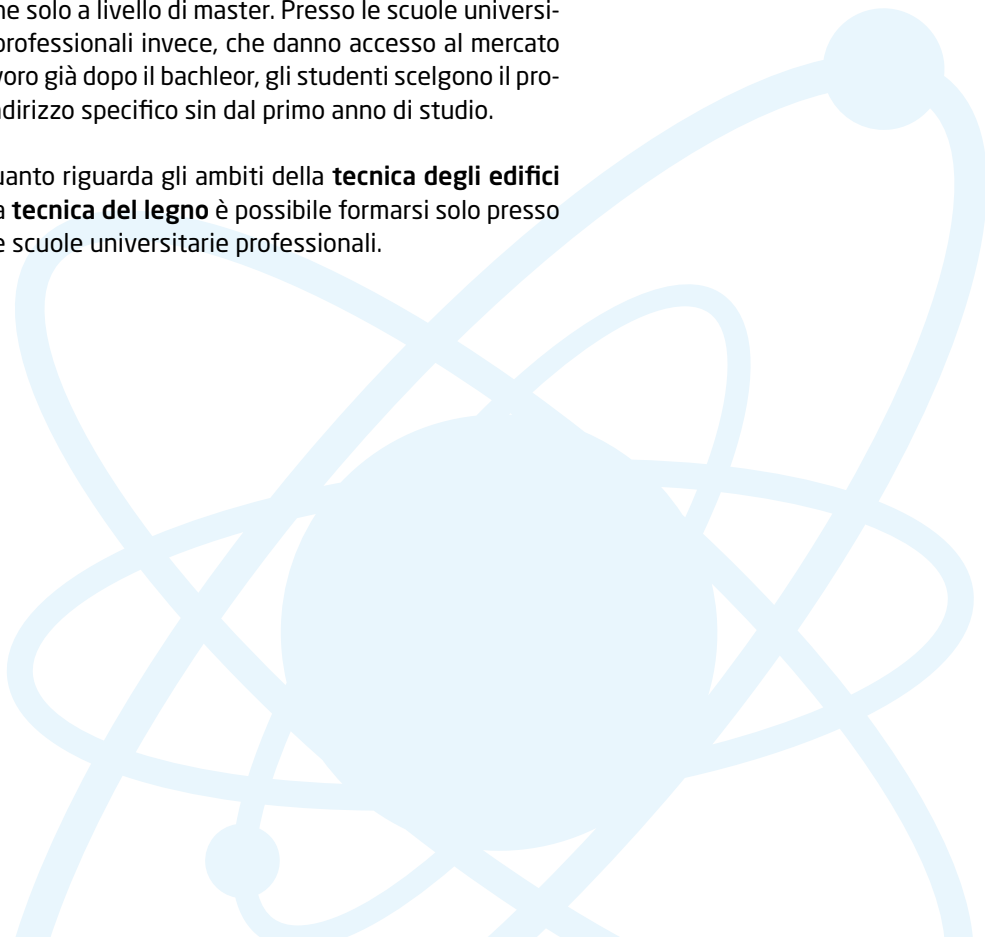 ne solo a livello di master. Presso le scuole universi-
professionali invece, che danno accesso al mercato
voro già dopo il bachleor, gli studenti scelgono il pro-
ndirizzo specifico sin dal primo anno di studio.
uanto riguarda gli ambiti della tecnica degli edifici
a tecnica del legno è possibile formarsi solo presso
e scuole universitarie professionali.